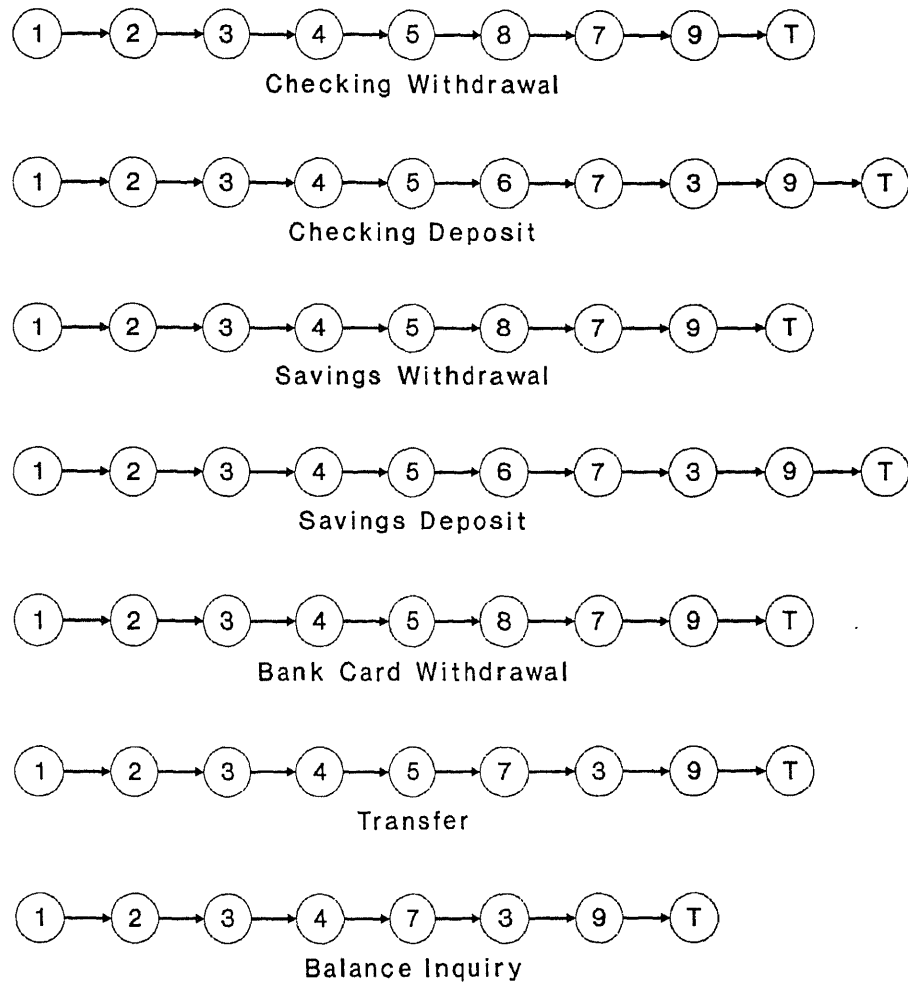 1 2 3 4 5 8 7 9 T
Checking Withdrawal
1 2 3 4 5 6 7 3 9 T
Checking Deposit
1 2 3 4 5 8 7 9 T
Savings Withdrawal
1 2 3 4 5 6 7 3 9 T
Savings Deposit
1 2 3 4 5 8 7 9 T
Bank Card Withdrawal
1 2 3 4 5 7 3 9 T
Transfer
1 2 3 4 7 3 9 T
Balance Inquiry